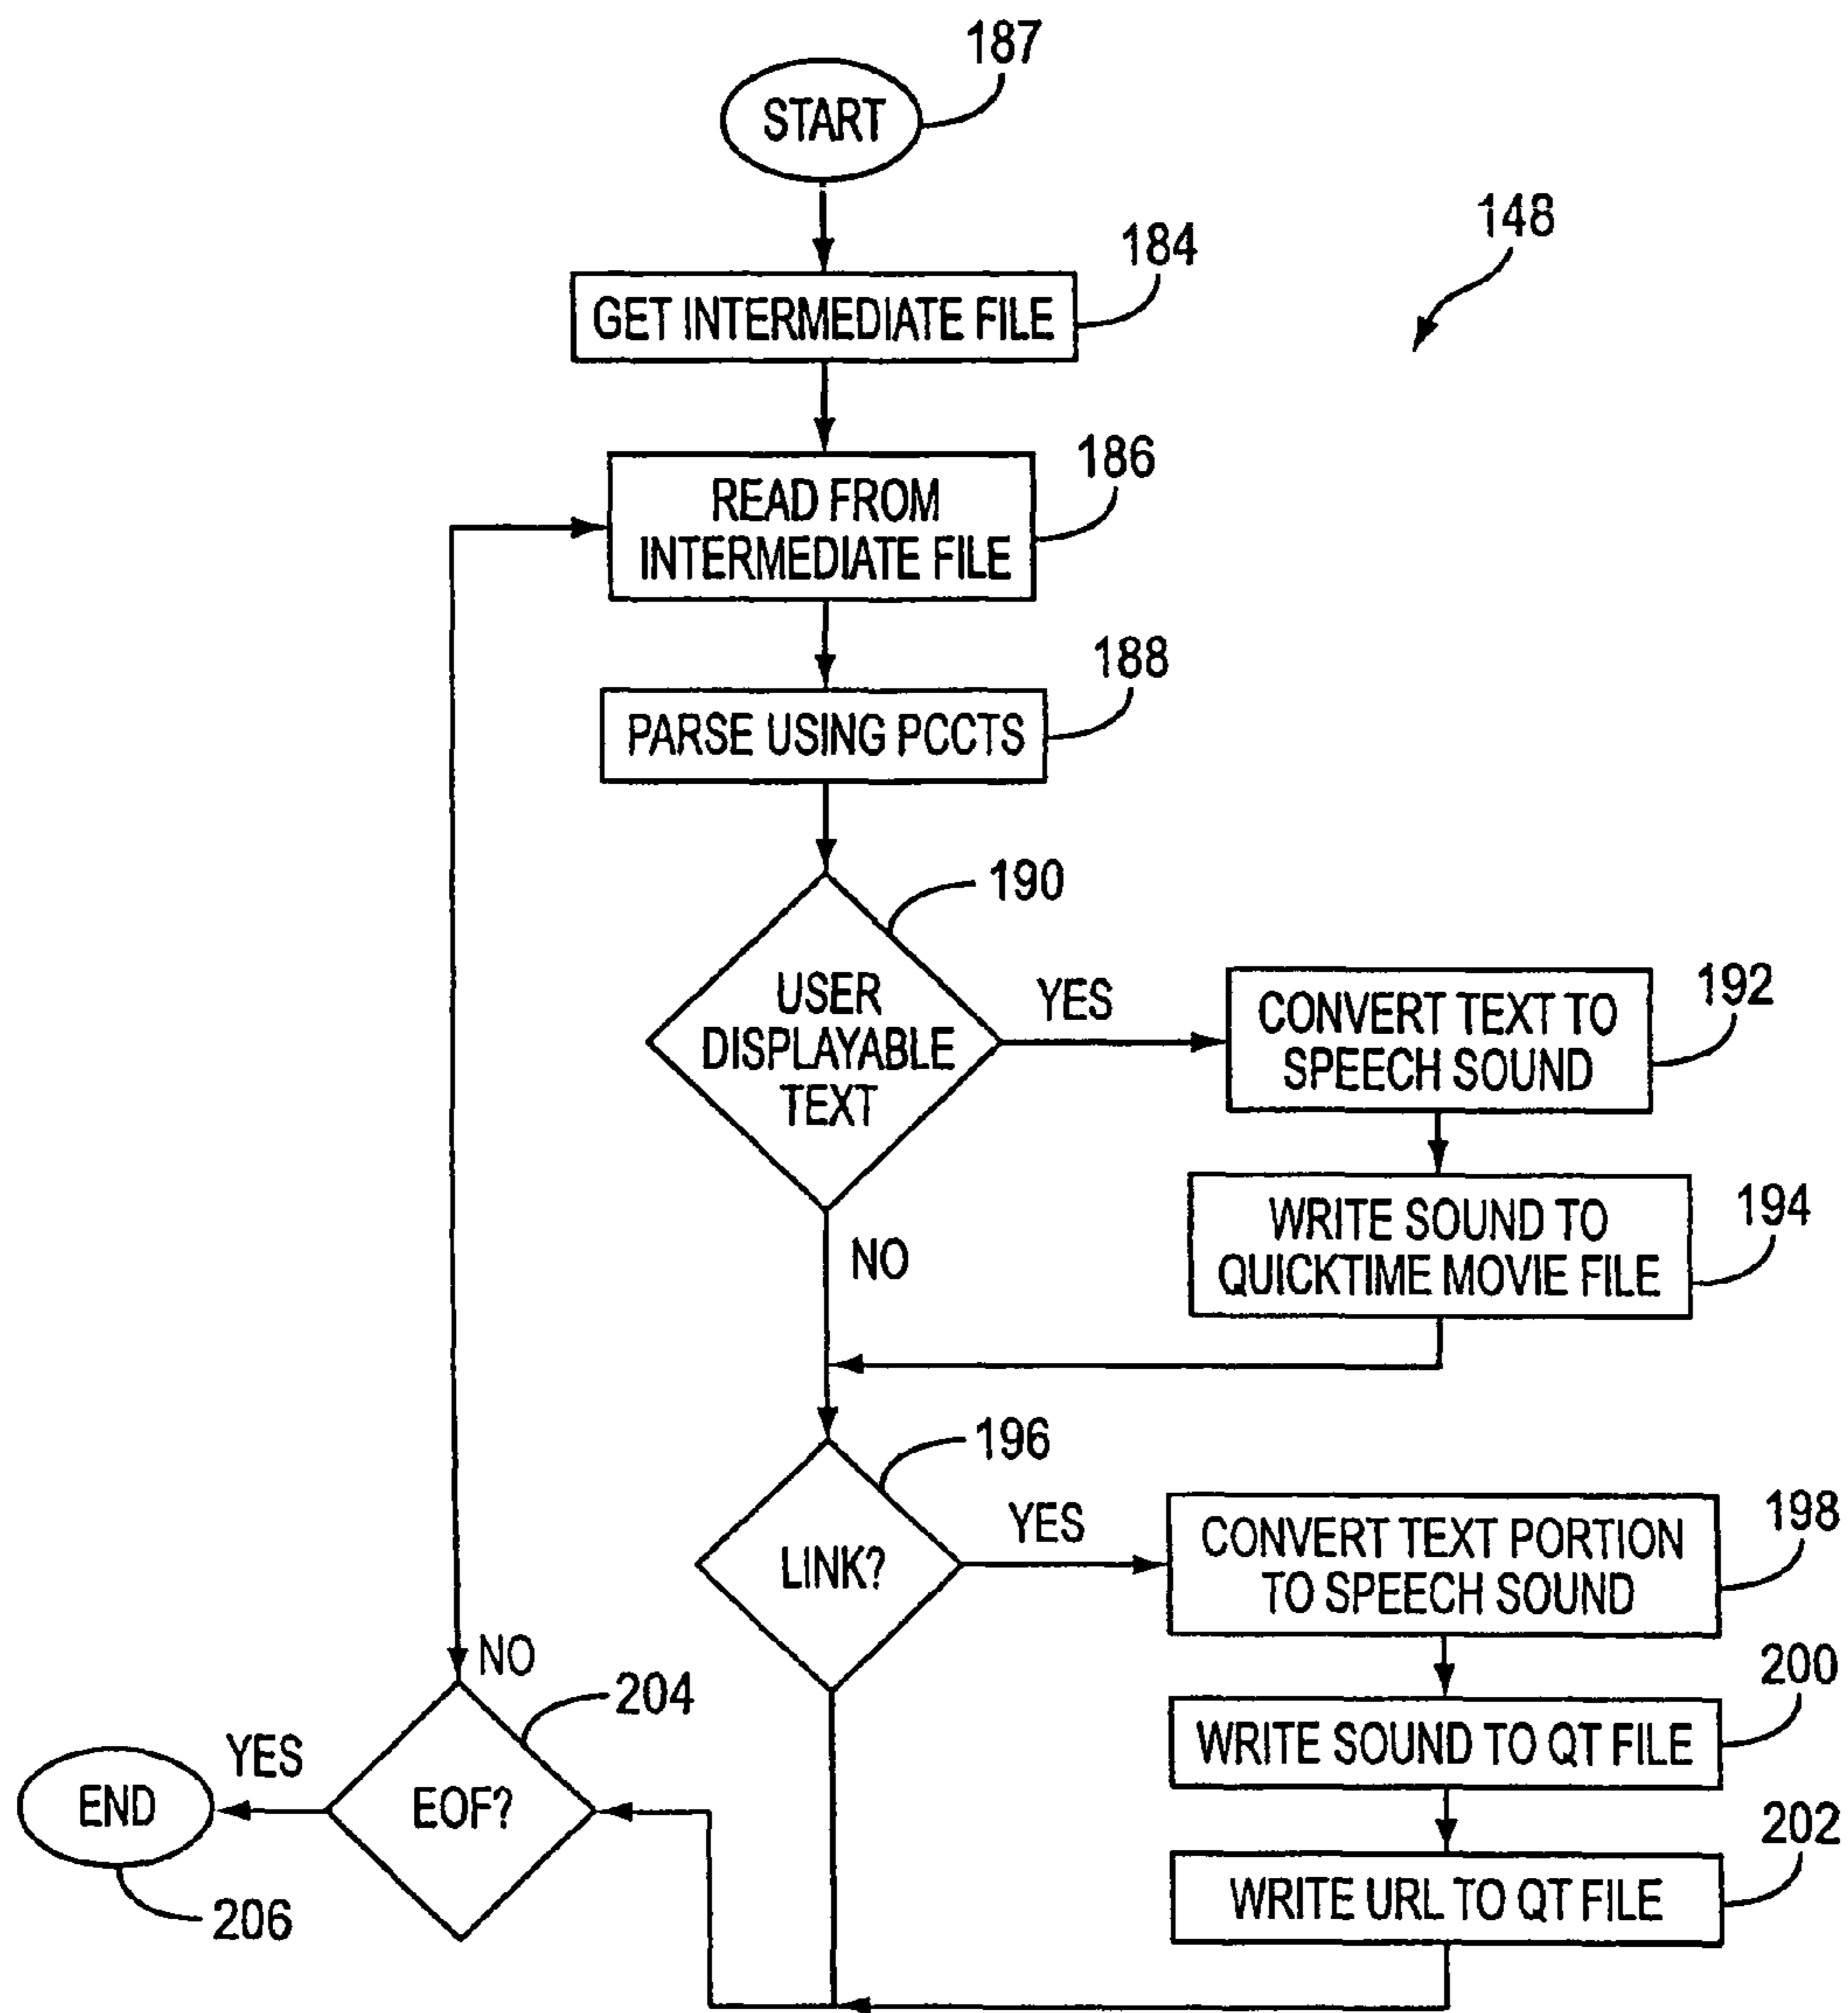 187
START
148
184
GET INTERMEDIATE FILE
186
READ FROM
INTERMEDIATE FILE
188
PARSE USING PCCTS
190
USER
DISPLAYABLE
TEXT
YES
192
CONVERT TEXT TO
SPEECH SOUND
194
WRITE SOUND TO
QUICKTIME MOVIE FILE
NO
196
LINK?
YES
198
CONVERT TEXT PORTION
TO SPEECH SOUND
200
WRITE SOUND TO QT FILE
202
WRITE URL TO QT FILE
NO
204
EOF?
YES
END
206